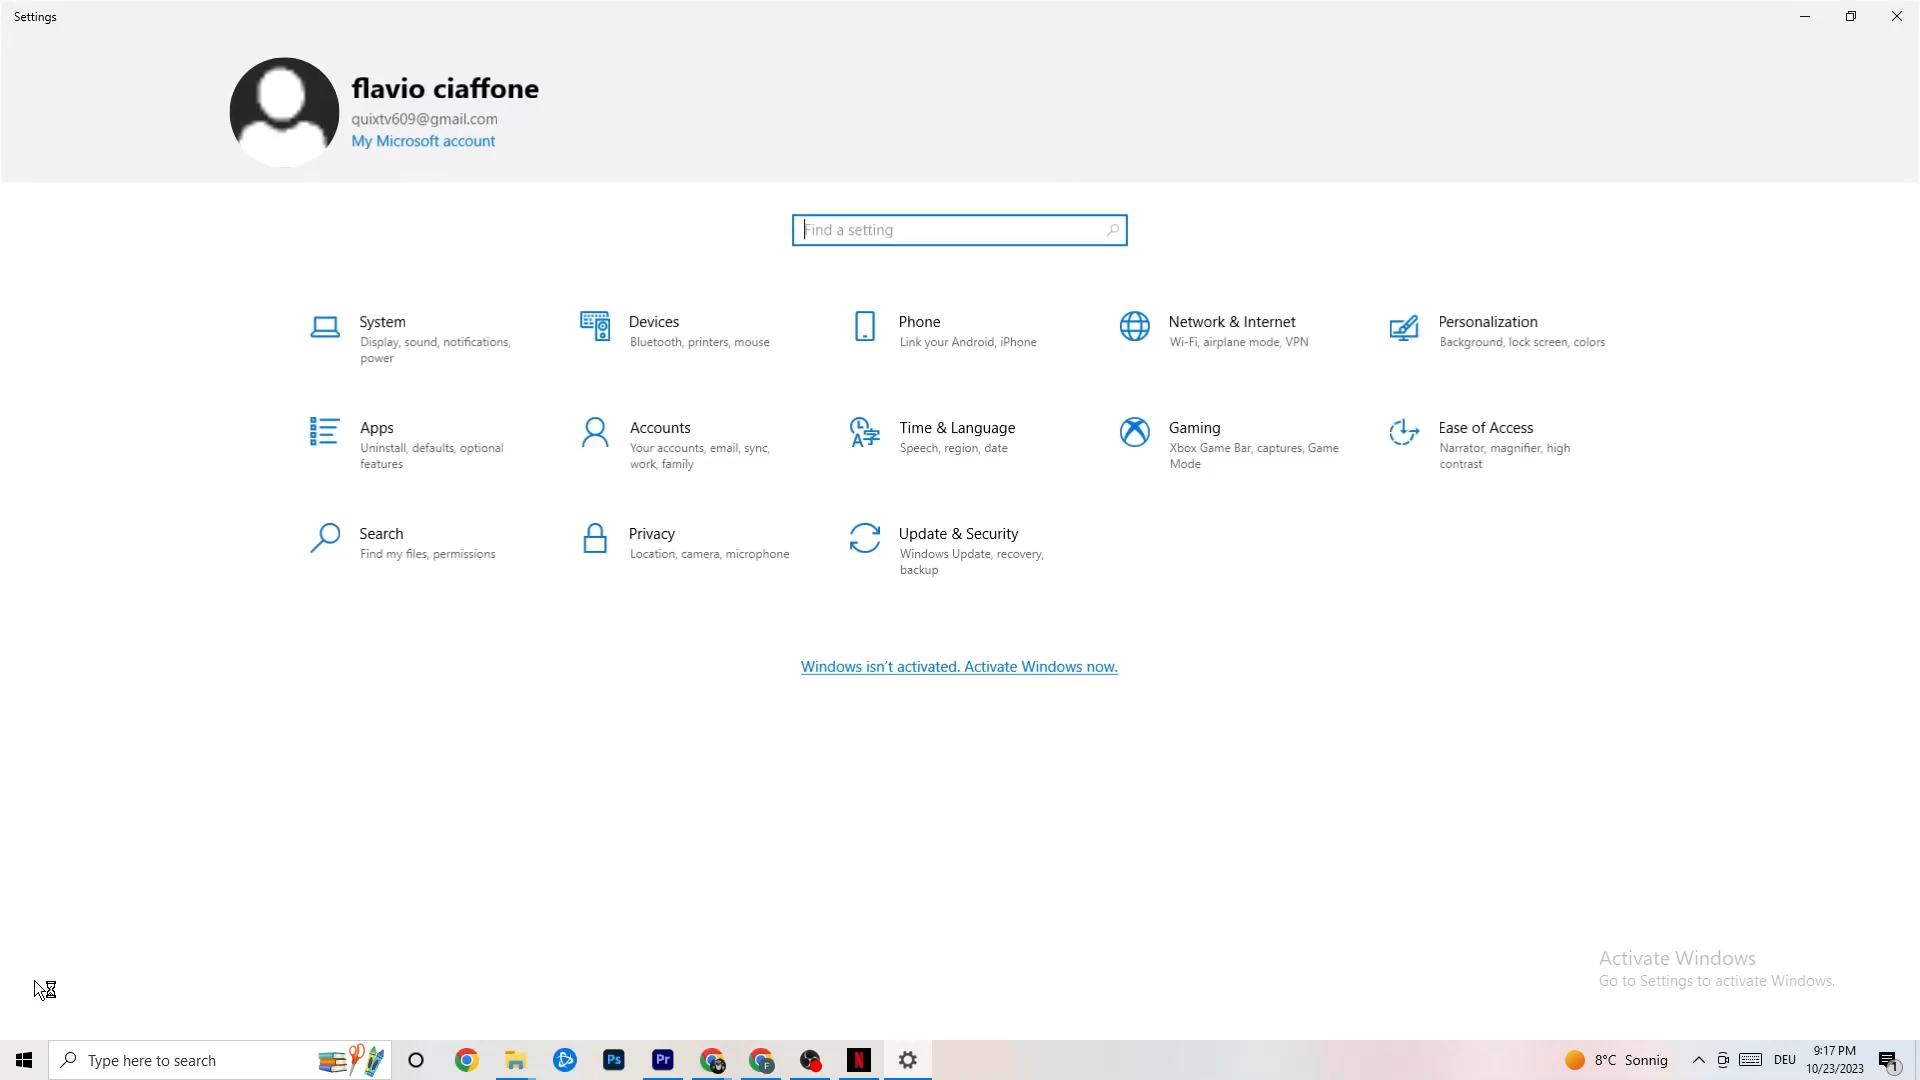 Settings
flavio ciaffone
quixtv609@gmail.com
My Microsoft account
Find a setting
System
Display, sound, notifications,
power
Devices
Bluetooth, printers, mouse
Phone
Link your Android, iPhone
Network & Internet
Wi-Fi, airplane mode, VPN
Personalization
Background, lock screen, colors
Apps
Uninstall, defaults, optional
features
Accounts
Your accounts, email, sync,
work, family
Time & Language
Speech, region, date
Gaming
Xbox Game Bar, captures, Game
Mode
Ease of Access
Narrator, magnifier, high
contrast
Search
Find my files, permissions
Privacy
Location, camera, microphone
Update & Security
Windows Update, recovery,
backup
Windows isn't activated. Activate Windows now.
Activate Windows
Go to Settings to activate Windows.
Type here to search
Ps
Pr
F
N
8°C Sonnig
DEU
9:17 PM
10/23/2023
1